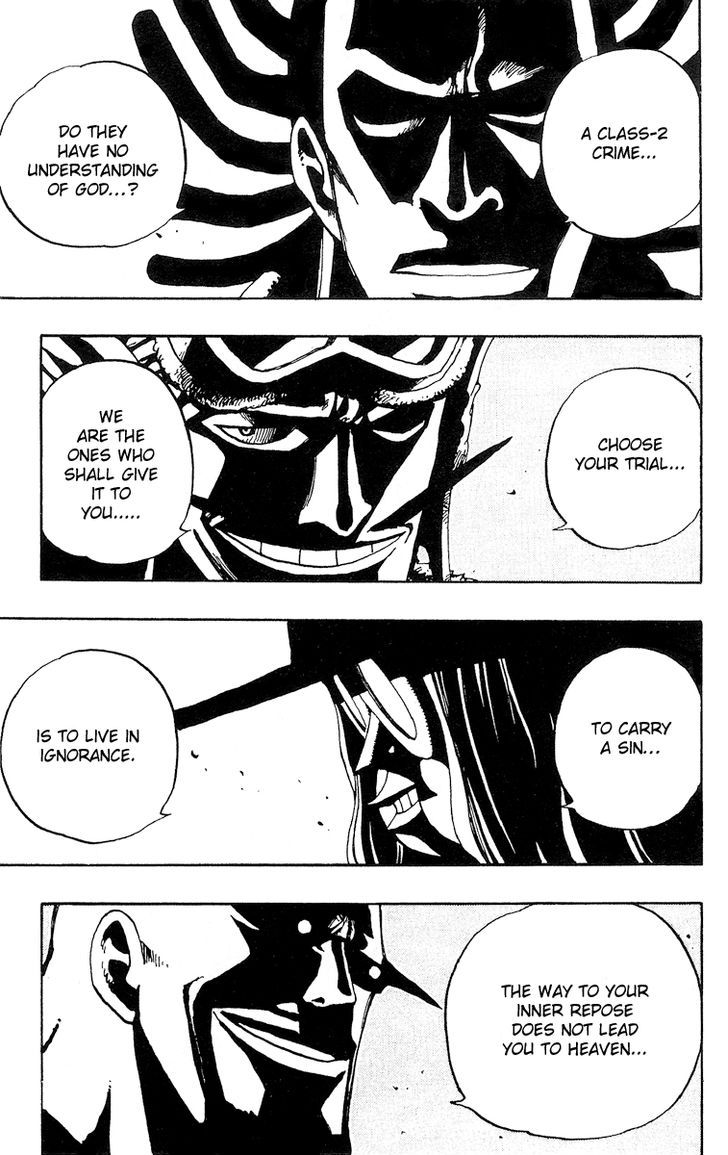 A CLASS-2
CRIME...
DO THEY
HAVE NO
UNDERSTANDING
OF GOD...?
CHOOSE
YOUR TRIAL...
WE
ARE THE
ONES WHO
SHALL GIVE
IT TO
YOU.....
TO CARRY
A SIN...
IS TO LIVE IN
IGNORANCE.
THE WAY TO YOUR
INNER REPOSE
DOES NOT LEAD
YOU TO HEAVEN...